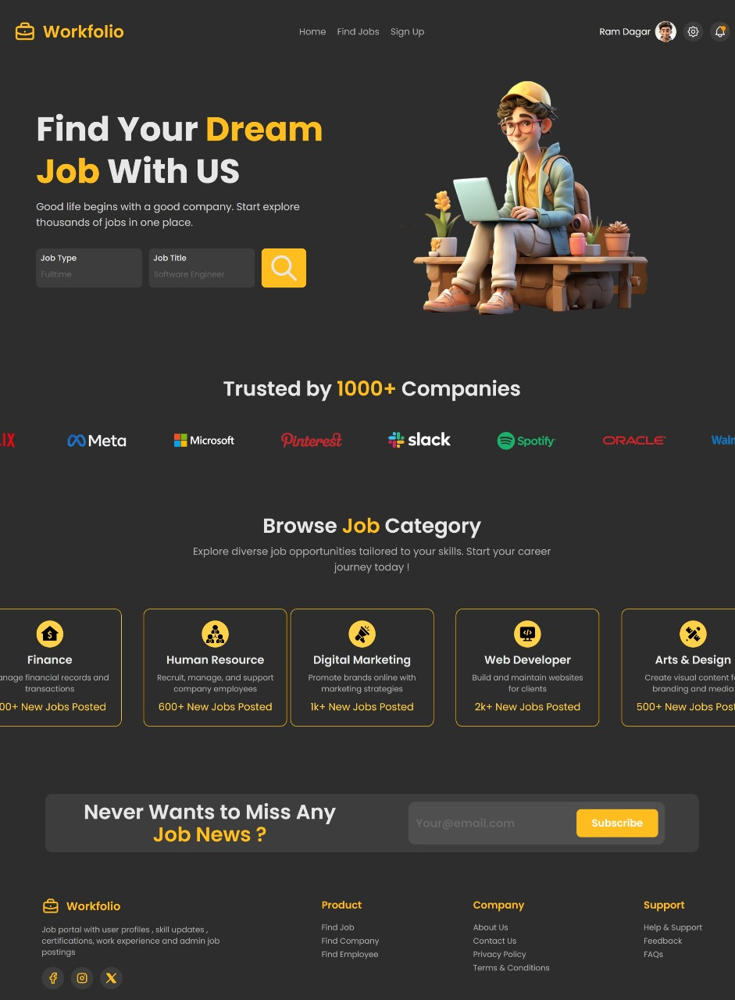 Workfolio
Home Find Jobs Sign Up
Ram Dagar
Find Your Dream
Job With US
Good life begins with a good company. Start explore
thousands of jobs in one place.
Job Type
Fulltime
Job Title
Software Engineer
Trusted by 1000+ Companies
LIX Meta Microsoft Pinterest slack Spotify ORACLE Walm
Browse Job Category
Explore diverse job opportunities tailored to your skills. Start your career
journey today !
Finance
anage financial records and
transactions
00+ New Jobs Posted
Human Resource
Recruit, manage, and support
company employees
600+ New Jobs Posted
Digital Marketing
Promote brands online with
marketing strategies
1k+ New Jobs Posted
Web Developer
Build and maintain websites
for clients
2k+ New Jobs Posted
Arts & Design
Create visual content f
branding and media
500+ New Jobs Post
Never Wants to Miss Any
Job News ?
Your@email.com
Subscribe
Workfolio
Job portal with user profiles , skill updates ,
certifications, work experience and admin job
postings
Product
Find Job
Find Company
Find Employee
Company
About Us
Contact Us
Privacy Policy
Terms & Conditions
Support
Help & Support
Feedback
FAQs